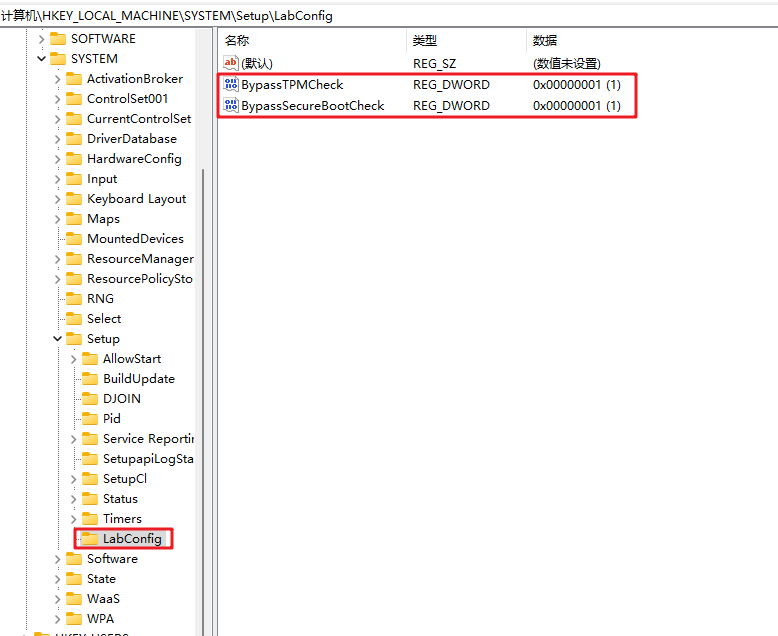 计算机\HKEY_LOCAL_MACHINE\SYSTEM\Setup\LabConfig
SOFTWARE
SYSTEM
ActivationBroker
ControlSet001
CurrentControlSet
DriverDatabase
HardwareConfig
Input
Keyboard Layout
Maps
MountedDevices
ResourceManager
ResourcePolicySto
RNG
Select
Setup
AllowStart
BuildUpdate
DJOIN
Pid
Service Reportin
SetupapiLogSta
SetupCl
Status
Timers
LabConfig
Software
State
WaaS
WPA
HKEY_USERS
名称 类型 数据
ab (默认) REG_SZ (数值未设置)
BypassTPMCheck REG_DWORD 0x00000001 (1)
BypassSecureBootCheck REG_DWORD 0x00000001 (1)